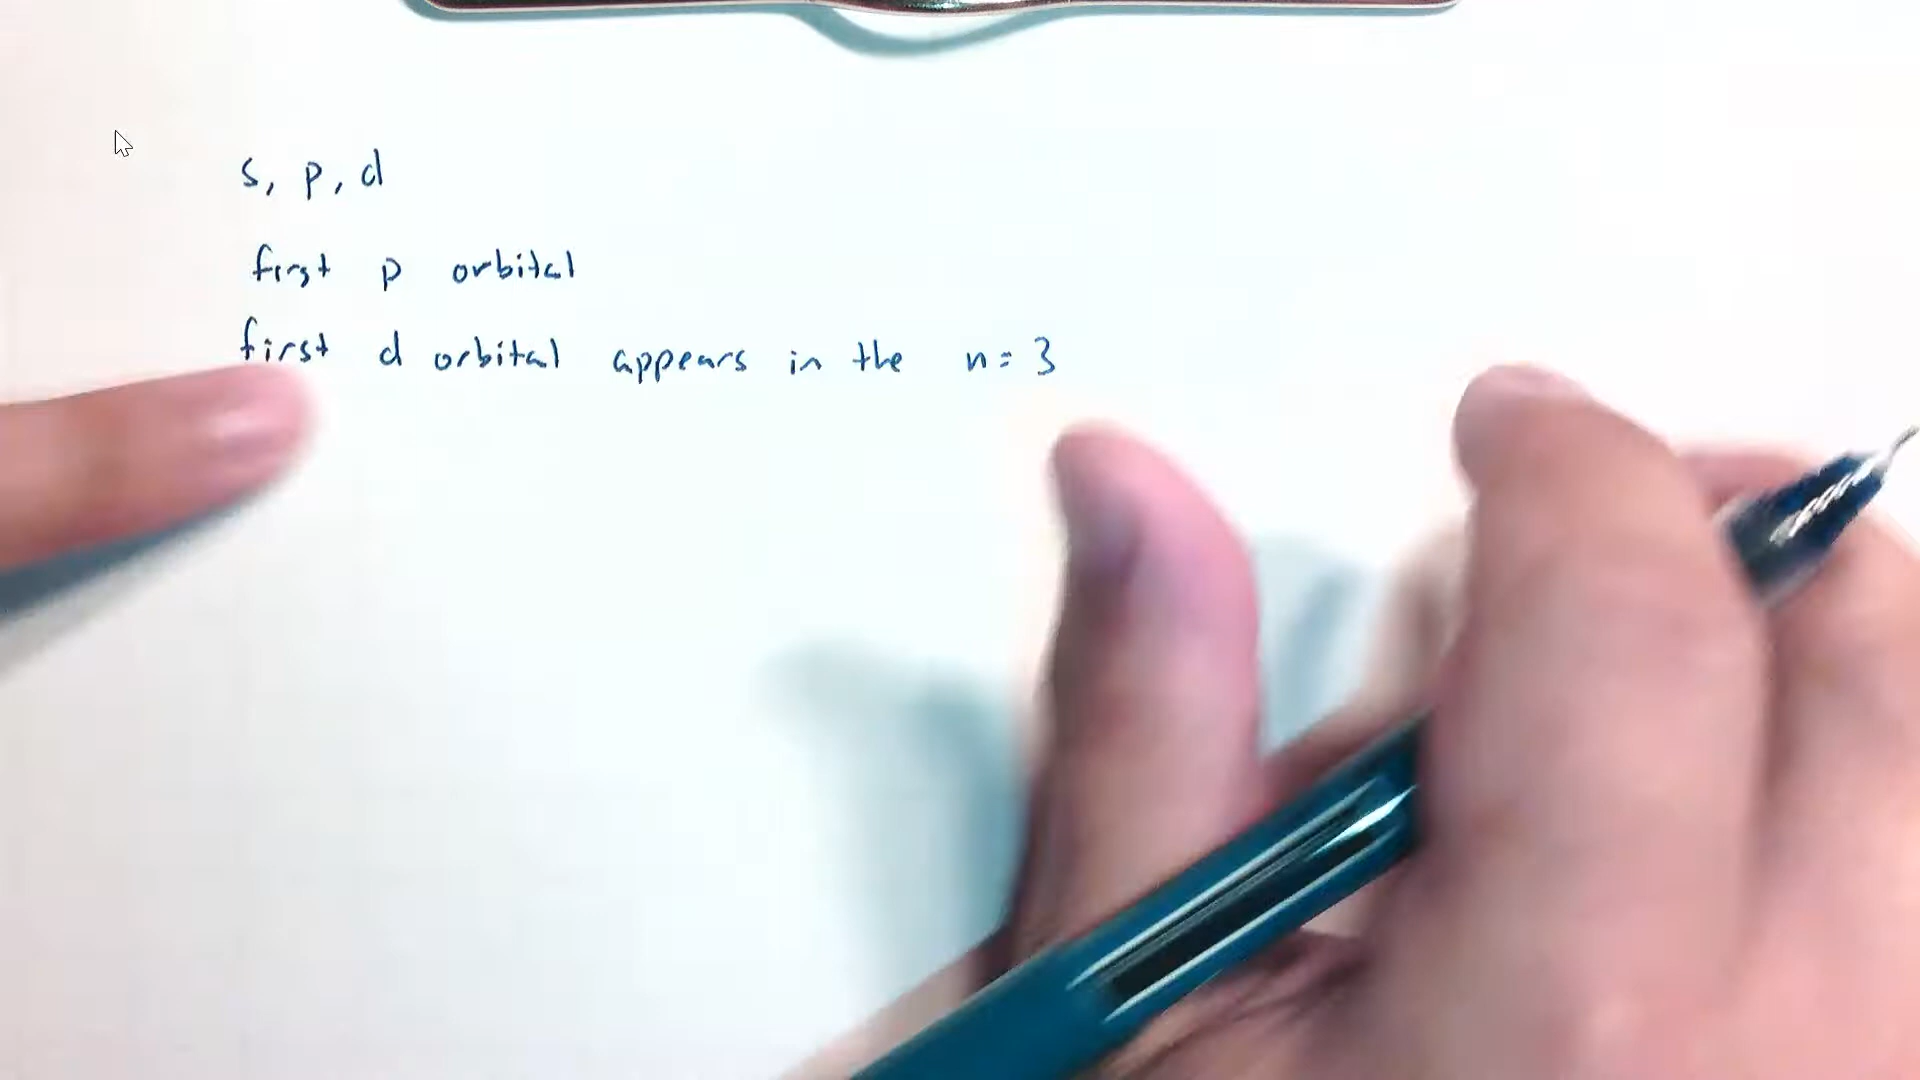 s, p, d
first p orbital
first d orbital appears in the n = 3